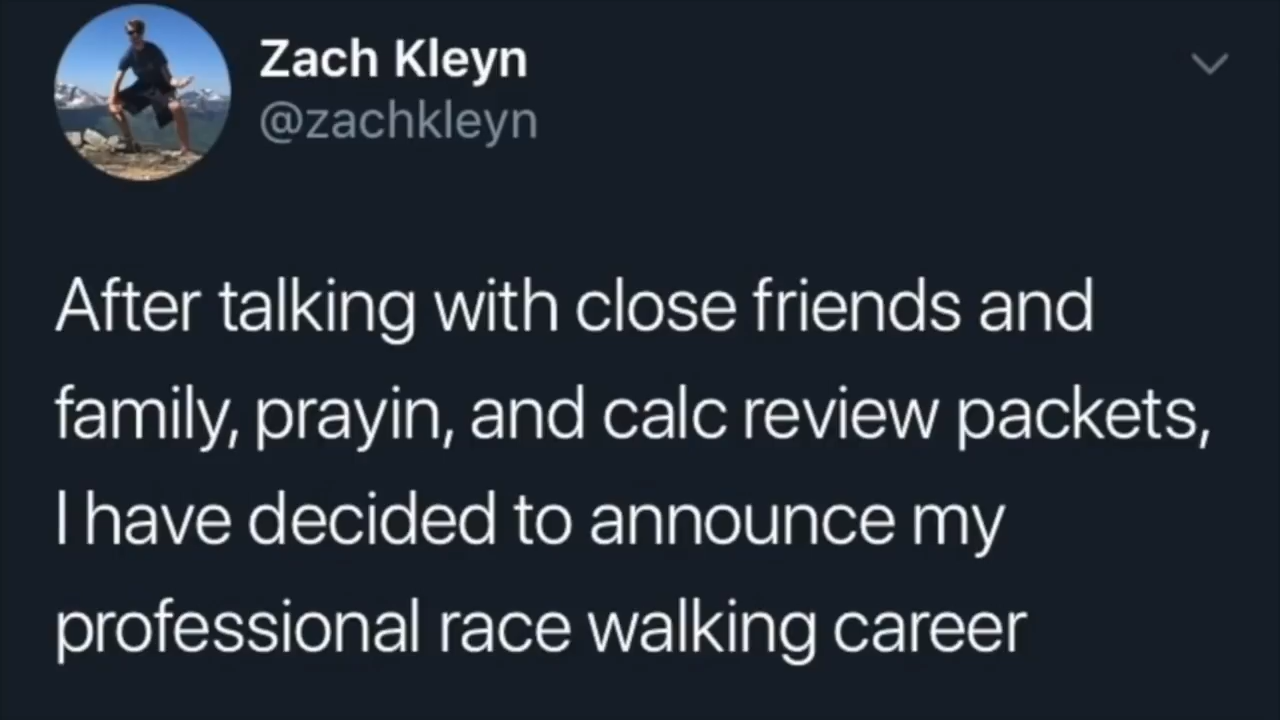 Zach Kleyn
@zachkleyn
After talking with close friends and
family, prayin, and calc review packets,
I have decided to announce my
professional race walking career